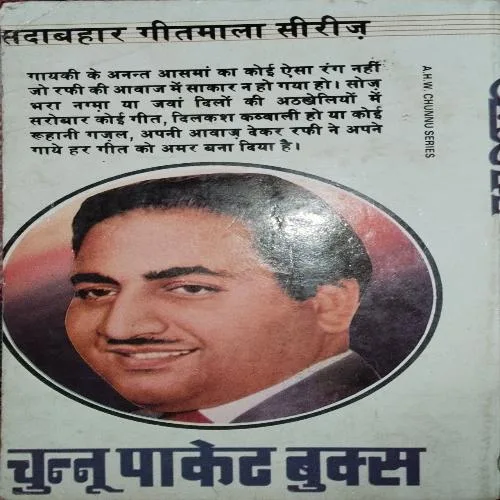 सदाबहार गीतमाला सीरीज़
गायकी के अनन्त आसमां का कोई ऐसा रंग नहीं
जो रफी की आवाज में साकार न हो गया हो। सोज़
भरा नग़्मा या जवां दिलों की अठखेलियों में
सरोबार कोई गीत, दिलकश कव्वाली हो या कोई
रूहानी गज़ल, अपनी आवाज़ देकर रफी ने अपने
गाये हर गीत को अमर बना दिया है।
A.H.W. CHUNNU SERIES
चुन्नू पाकेट बुक्स